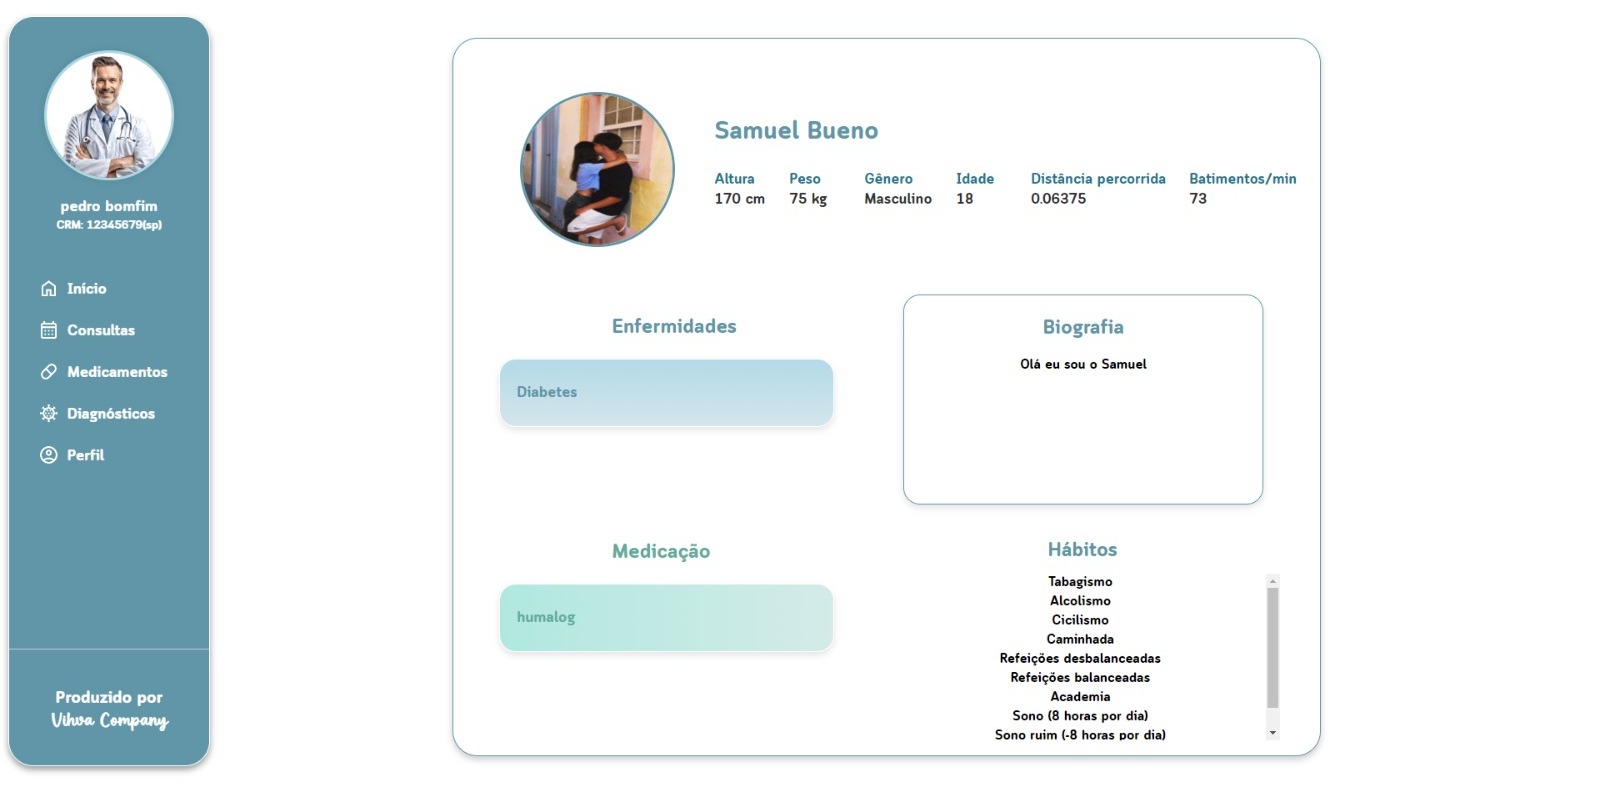 pedro bomfim
CRM: 12345679(sp)
Início
Consultas
Medicamentos
Diagnósticos
Perfil
Produzido por
Vihva Company
Samuel Bueno
Altura Peso Gênero Idade Distância percorrida Batimentos/min
170 cm 75 kg Masculino 18 0.06375 73
Enfermidades
Diabetes
Biografia
Olá eu sou o Samuel
Medicação
humalog
Hábitos
Tabagismo
Alcolismo
Cicilismo
Caminhada
Refeições desbalanceadas
Refeições balanceadas
Academia
Sono (8 horas por dia)
Sono ruim (-8 horas por dia)